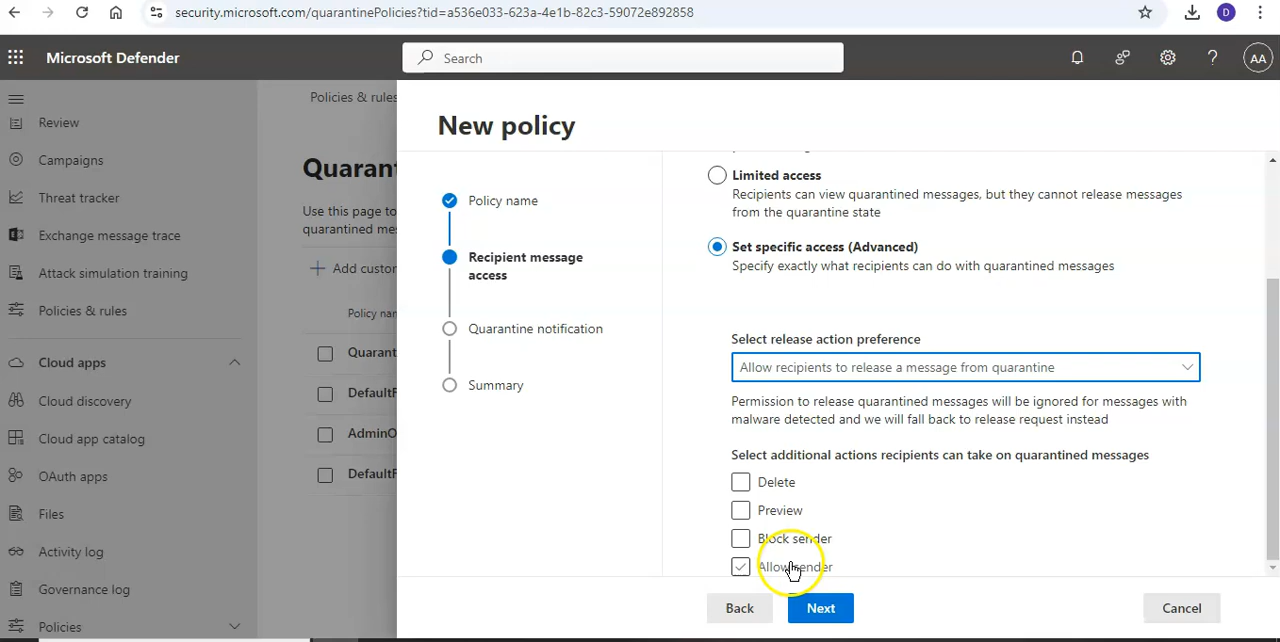 security.microsoft.com/quarantinePolicies?tid=a536e033-623a-4e1b-82c3-59072e892858
D
Microsoft Defender
Search
AA
Review
Campaigns
Threat tracker
Exchange message trace
Attack simulation training
Policies & rules
Cloud apps
Cloud discovery
Cloud app catalog
OAuth apps
Files
Activity log
Governance log
Policies
Policies & rules
Quarant
Use this page to
quarantined mes
Add custor
Policy nam
Quarant
DefaultF
AdminO
DefaultF
New policy
Policy name
Recipient message
access
Quarantine notification
Summary
Limited access
Recipients can view quarantined messages, but they cannot release messages
from the quarantine state
Set specific access (Advanced)
Specify exactly what recipients can do with quarantined messages
Select release action preference
Allow recipients to release a message from quarantine
Permission to release quarantined messages will be ignored for messages with
malware detected and we will fall back to release request instead
Select additional actions recipients can take on quarantined messages
Delete
Preview
Block sender
Allow sender
Back
Next
Cancel